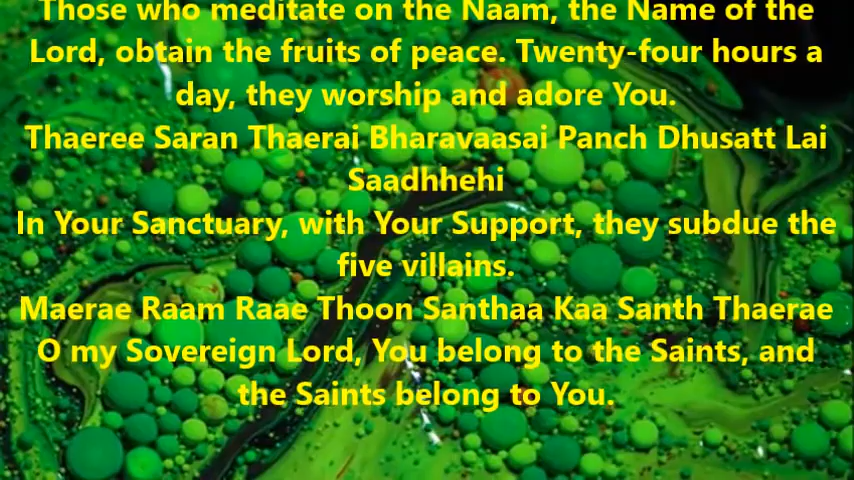 Those who meditate on the Naam, the Name of the
Lord, obtain the fruits of peace. Twenty-four hours a
day, they worship and adore You.
Thaeree Saran Thaerai Bharavaasai Panch Dhusatt Lai
Saadhhehi
In Your Sanctuary, with Your Support, they subdue the
five villains.
Maerae Raam Raae Thoon Santhaa Kaa Santh Thaerae
O my Sovereign Lord, You belong to the Saints, and
the Saints belong to You.